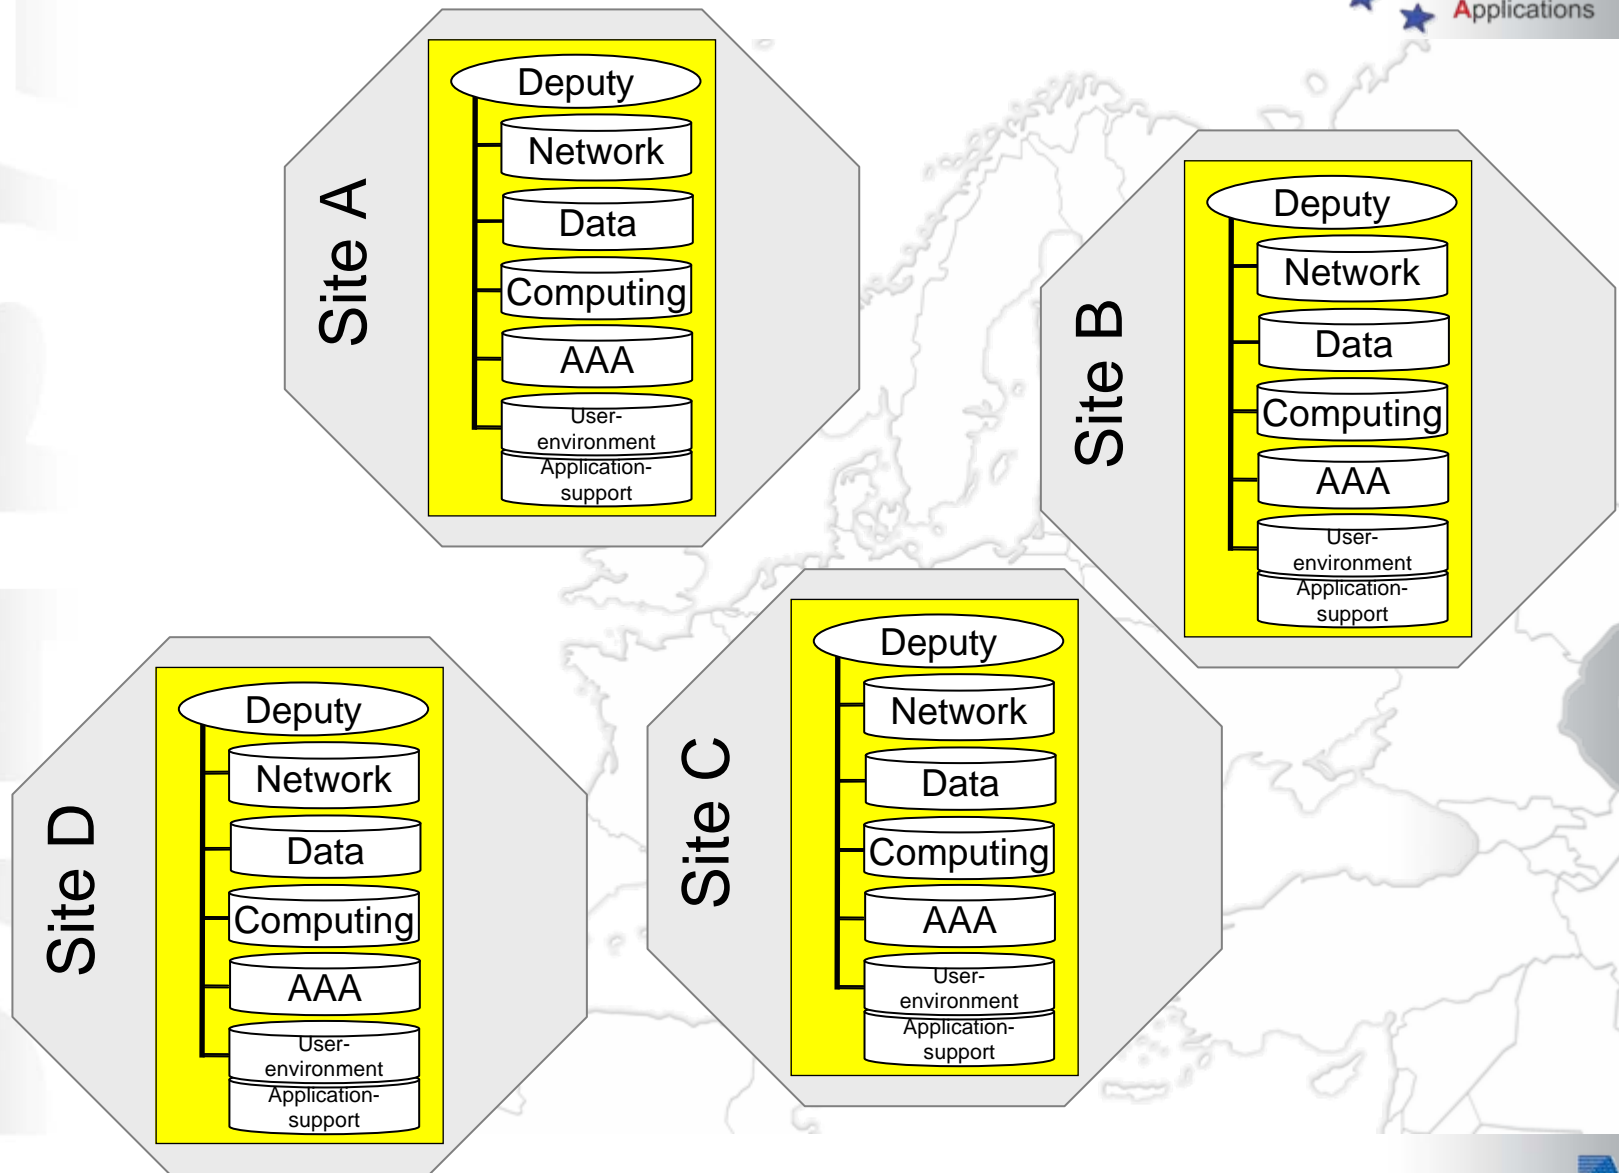 Applications
Site A
Deputy
Network
Data
Computing
AAA
User-
environment
Application-
support
Site B
Deputy
Network
Data
Computing
AAA
User-
environment
Application-
support
Site C
Deputy
Network
Data
Computing
AAA
User-
environment
Application-
support
Site D
Deputy
Network
Data
Computing
AAA
User-
environment
Application-
support